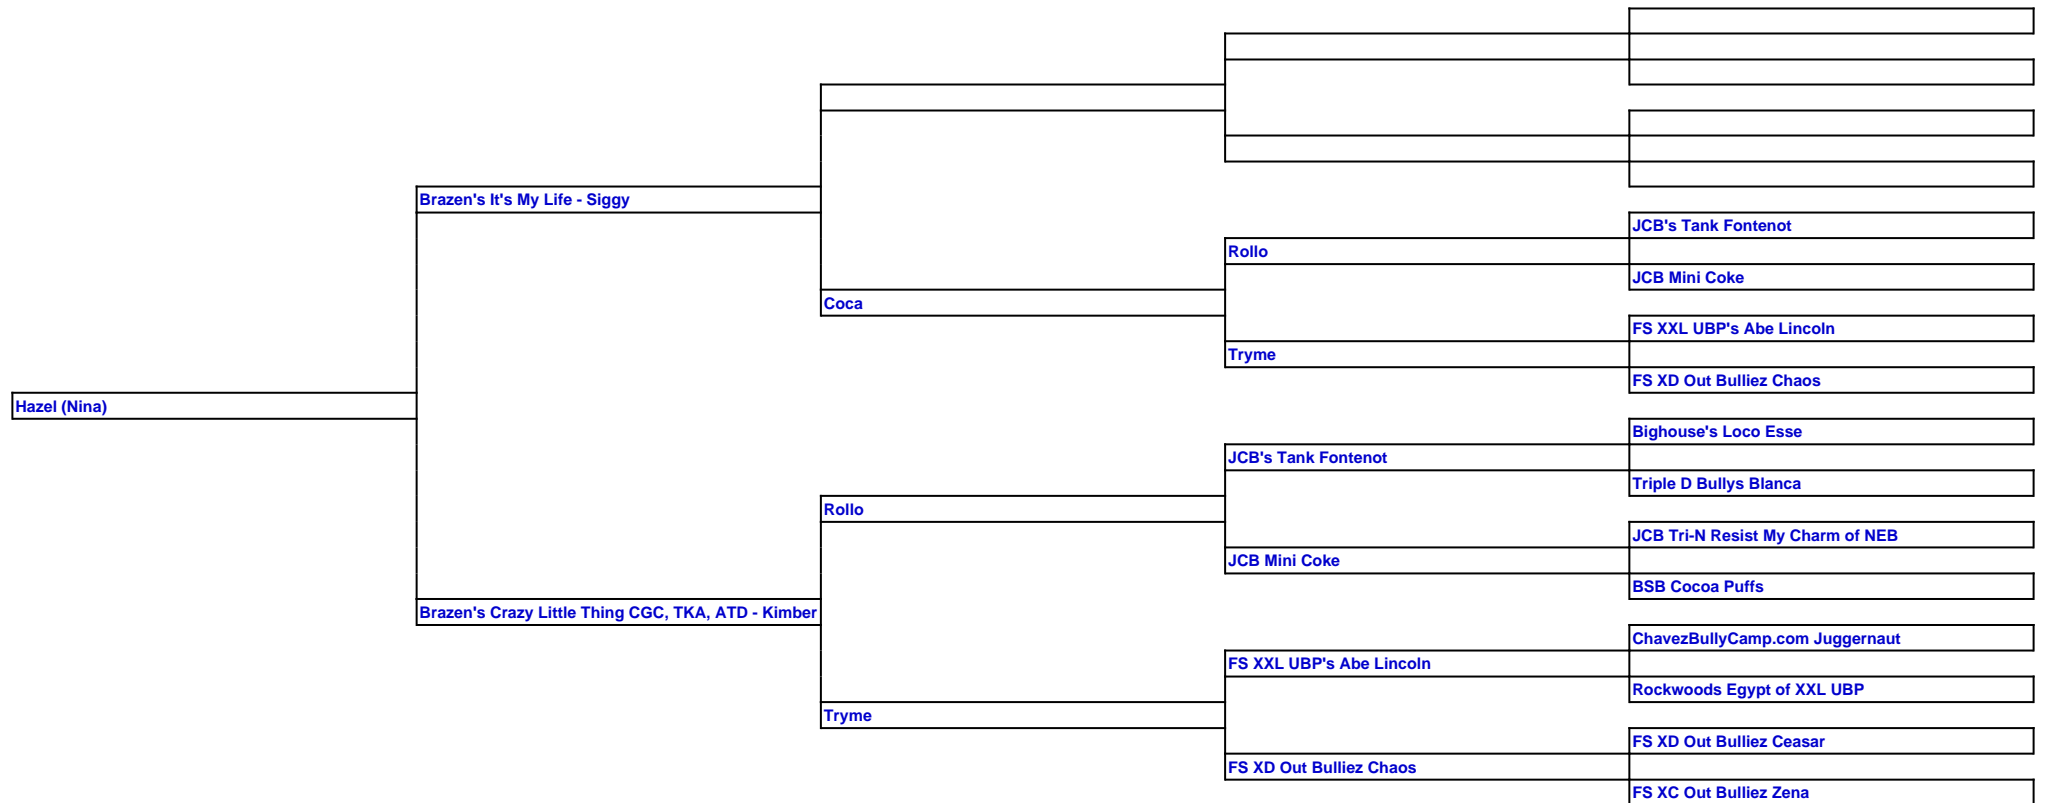 Brazen's It's My Life - Siggy
JCB's Tank Fontenot
Rollo
JCB Mini Coke
Coca
FS XXL UBP's Abe Lincoln
Tryme
FS XD Out Bulliez Chaos
Hazel (Nina)
Bighouse's Loco Esse
JCB's Tank Fontenot
Triple D Bullys Blanca
Rollo
JCB Tri-N Resist My Charm of NEB
JCB Mini Coke
BSB Cocoa Puffs
Brazen's Crazy Little Thing CGC, TKA, ATD - Kimber
ChavezBullyCamp.com Juggernaut
FS XXL UBP's Abe Lincoln
Rockwoods Egypt of XXL UBP
Tryme
FS XD Out Bulliez Ceasar
FS XD Out Bulliez Chaos
FS XC Out Bulliez Zena